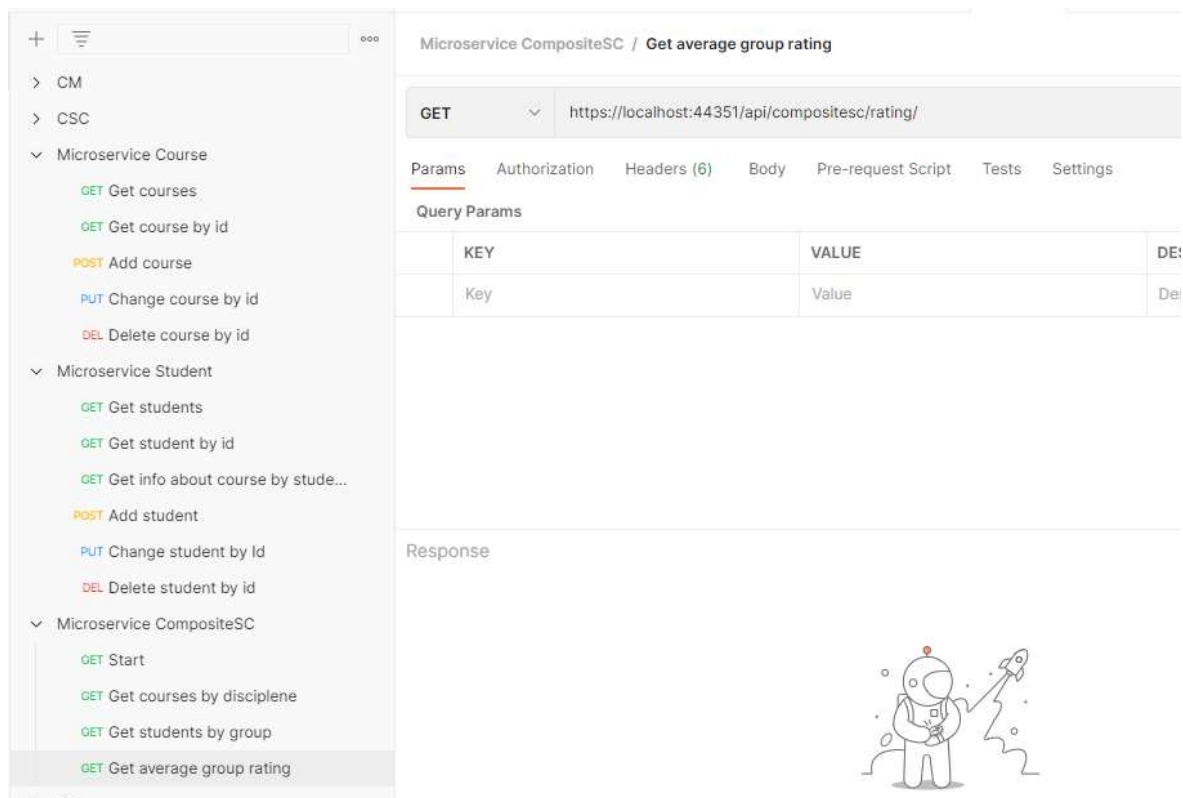 CM
CSC
Microservice Course
GET Get courses
GET Get course by id
POST Add course
PUT Change course by id
DEL Delete course by id
Microservice Student
GET Get students
GET Get student by id
GET Get info about course by stude...
POST Add student
PUT Change student by Id
DEL Delete student by id
Microservice CompositeSC
GET Start
GET Get courses by disciplene
GET Get students by group
GET Get average group rating
Microservice CompositeSC / Get average group rating
GET https://localhost:44351/api/compositesc/rating/
Params Authorization Headers (6) Body Pre-request Script Tests Settings
Query Params
KEY VALUE DES
Key Value Des
Response